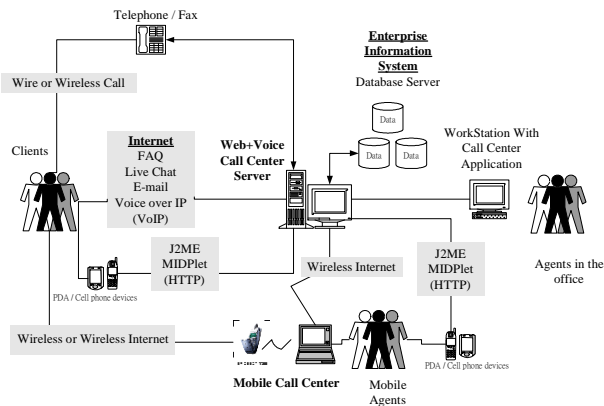 Telephone / Fax
Enterprise
Information
System
Database Server
Wire or Wireless Call
Data
Data
Data
Clients
Internet
FAQ
Live Chat
E-mail
Voice over IP
(VoIP)
Web+Voice
Call Center
Server
WorkStation With
Call Center
Application
J2ME
MIDPlet
(HTTP)
Wireless Internet
J2ME
MIDPlet
(HTTP)
Agents in the
office
PDA / Cell phone devices
Wireless or Wireless Internet
PDA / Cell phone devices
Mobile Call Center
Mobile
Agents